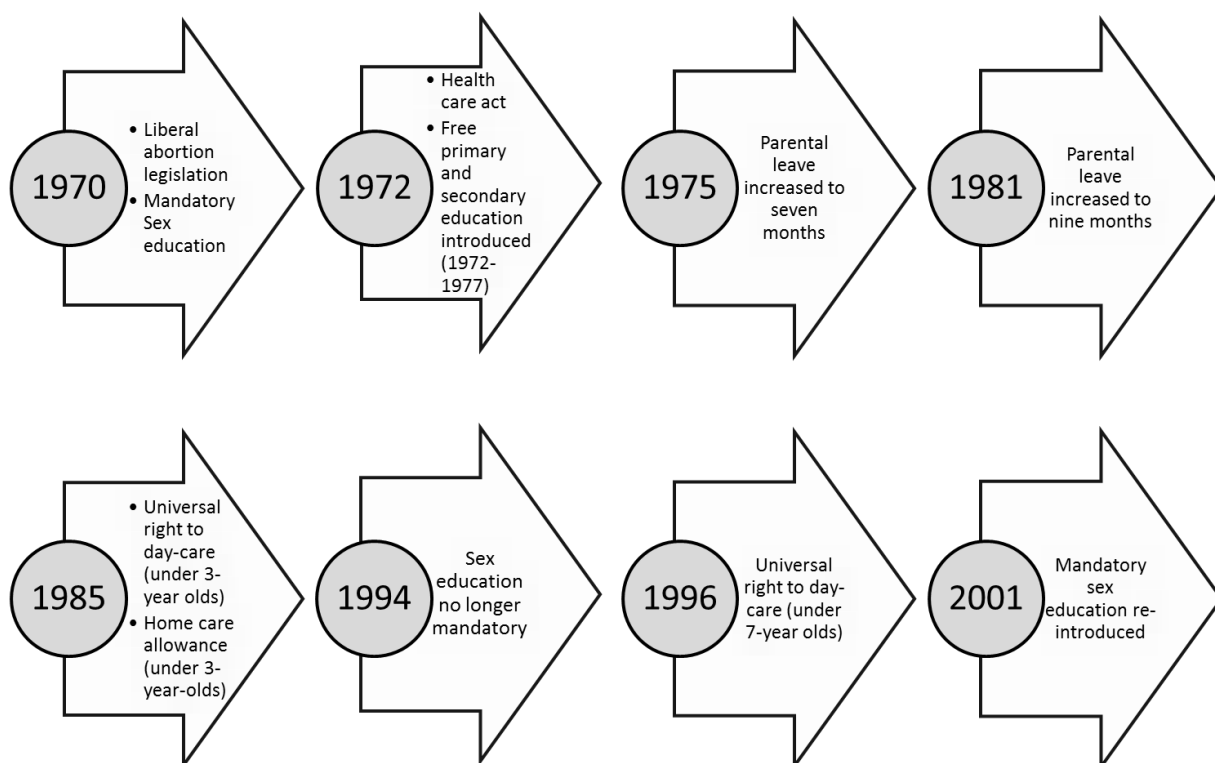 1970
• Liberal
abortion
legislation
• Mandatory
Sex
education
1972
• Health
care act
• Free
primary
and
secondary
education
introduced
(1972-
1977)
1975
Parental
leave
increased to
seven
months
1981
Parental
leave
increased to
nine months
1985
• Universal
right to
day-care
(under 3-
year olds)
• Home care
allowance
(under 3-
year-olds)
1994
Sex
education
no longer
mandatory
1996
Universal
right to day-
care (under
7-year olds)
2001
Mandatory
sex
education re-
introduced